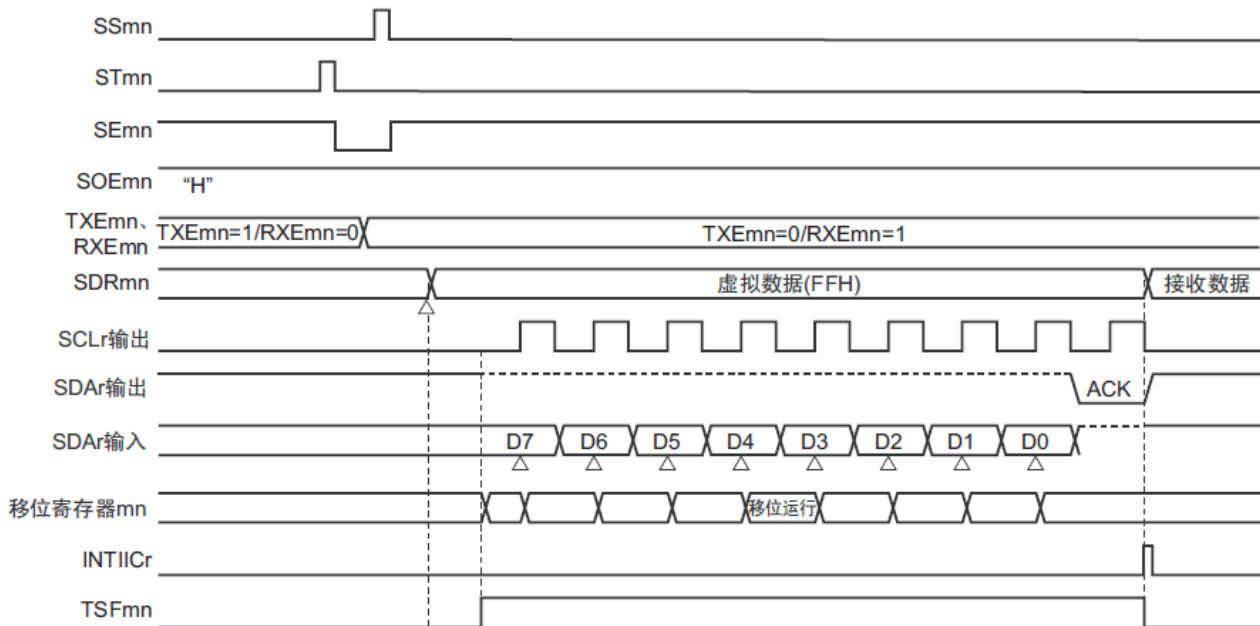 SSmn
STmn
SEmn
SOEmn “H”
TXEmn、
RXEmn TXEmn=1/RXEmn=0 TXEmn=0/RXEmn=1
SDRmn 虚拟数据(FFH) 接收数据
SCLr输出
SDAr输出 ACK
SDAr输入 D7 D6 D5 D4 D3 D2 D1 D0
移位寄存器mn 移位运行
INTIICr
TSFmn